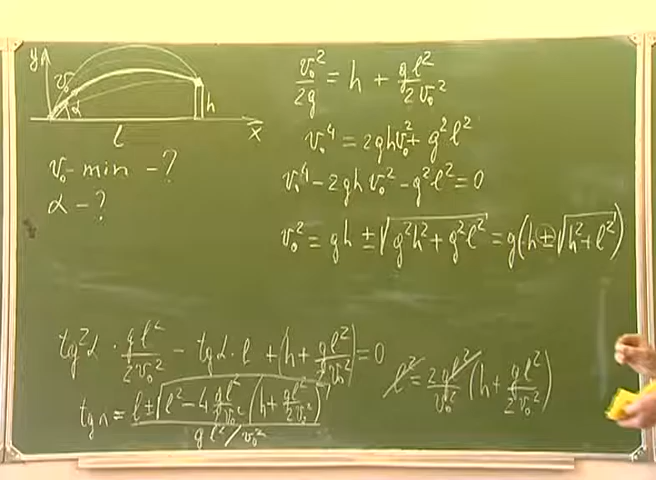 y
v₀
α
h
l
x
v₀ - min - ?
α - ?
v₀²/2g = h + gl²/2v₀²
v₀⁴ = 2ghv₀² + g²l²
v₀⁴ - 2ghv₀² - g²l² = 0
v₀² = gh ± √(g²h² + g²l²) = g(h ± √(h² + l²))
tg²α · gl²/2v₀² - tgα · l + (h + gl²/2v₀²) = 0
tgα = (l ± √(l² - 4 gl²/2v₀² (h + gl²/2v₀²))) / (gl²/v₀²)
l² = 2gl²/v₀² (h + gl²/2v₀²)